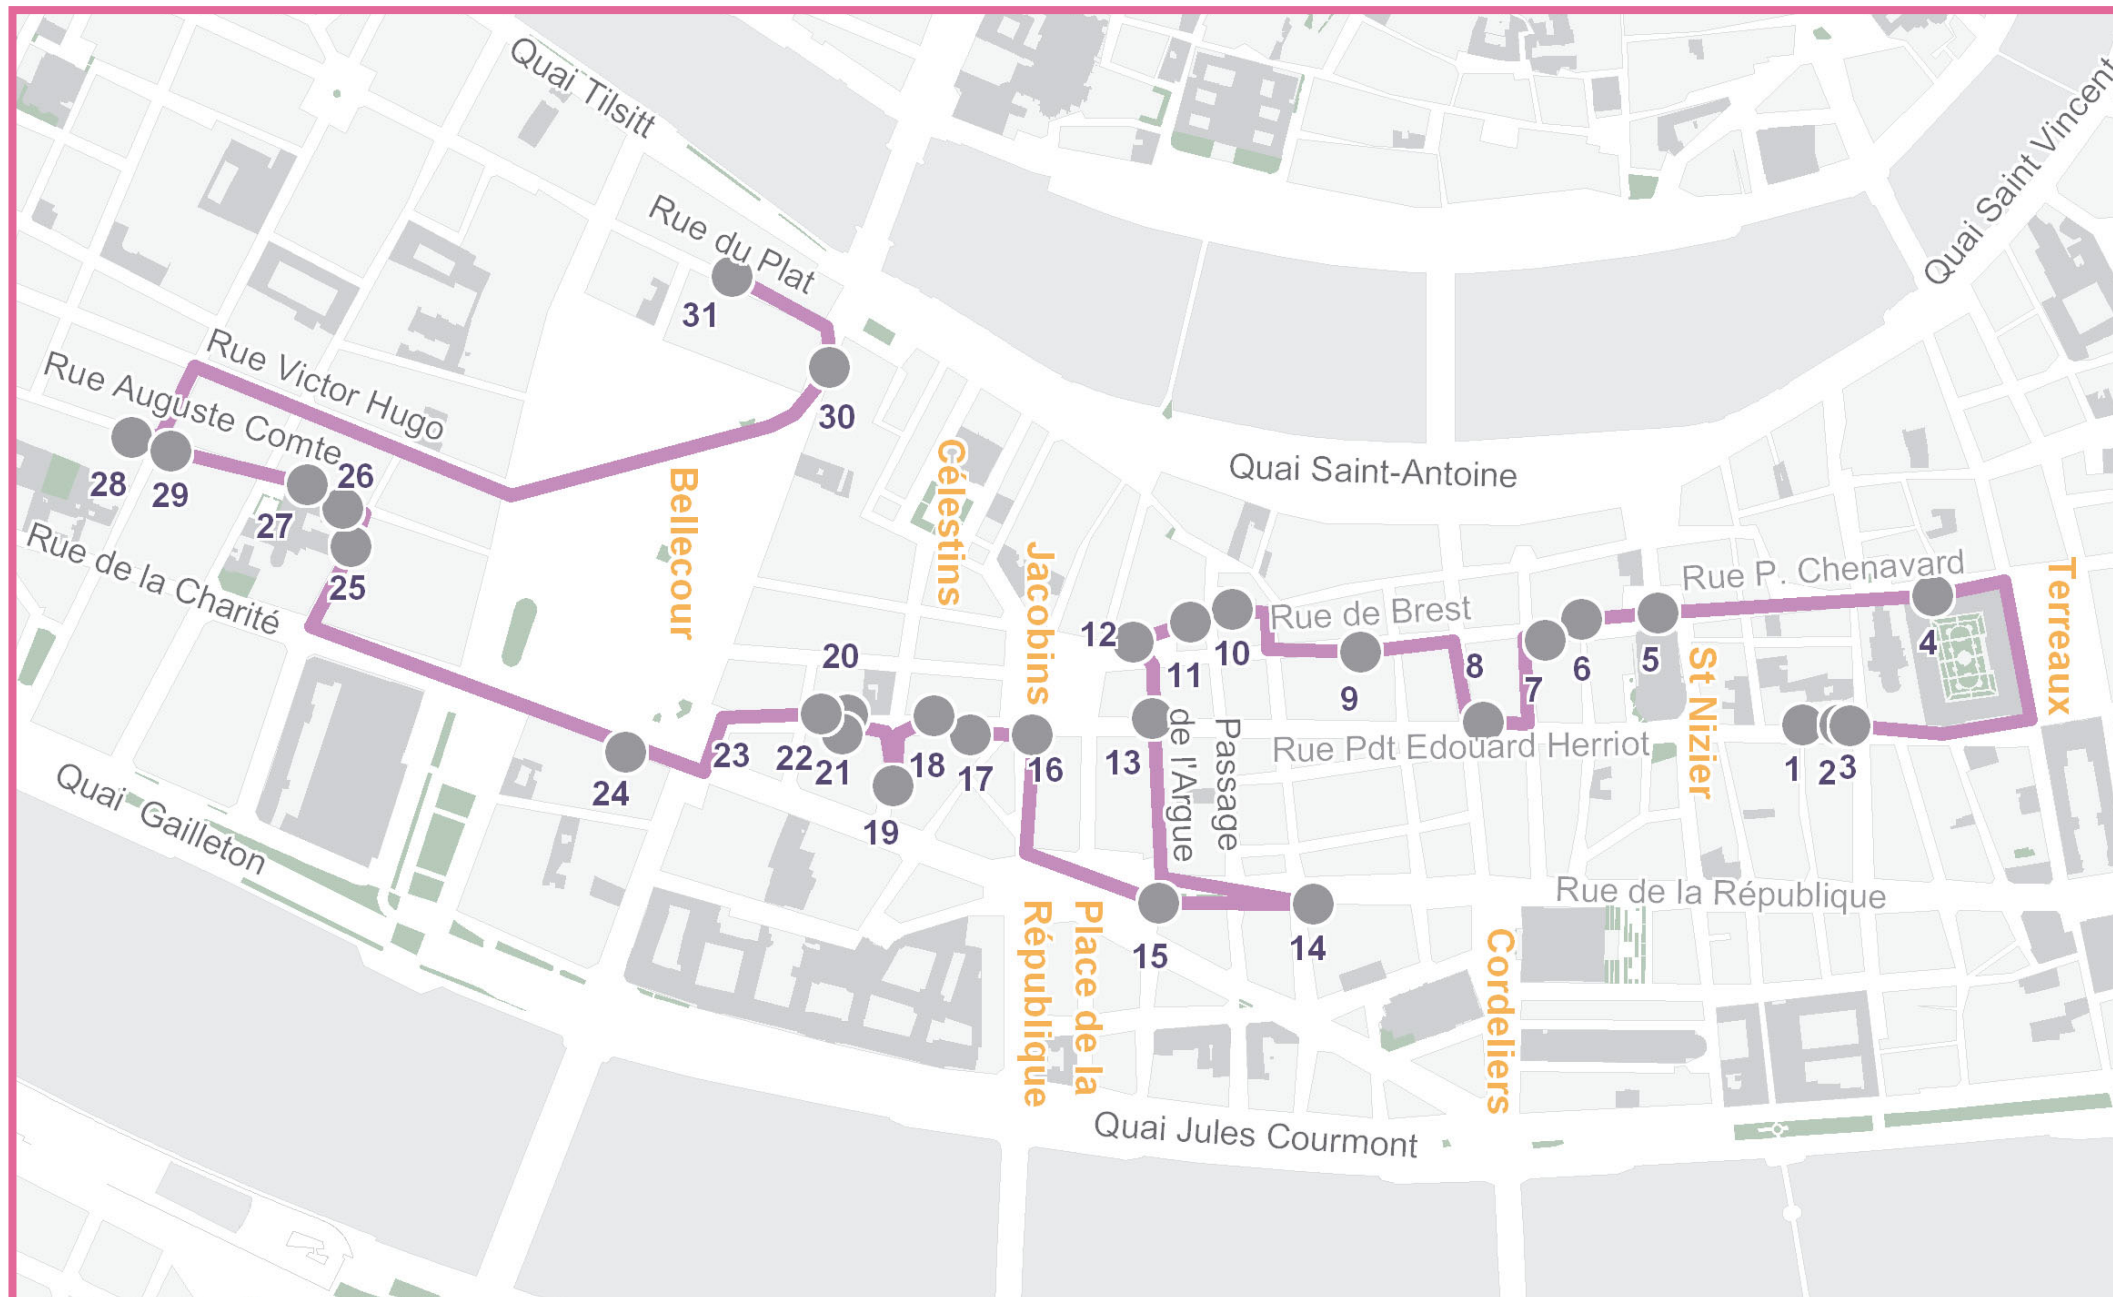 Quai Tilsitt
Quai Saint Vincent
Rue du Plat
31
Rue Victor Hugo
Rue Auguste Comte
30
Quai Saint-Antoine
Célestins
Bellecour
26
28
29
27
Rue de la Charité
25
Jacobins
Rue P. Chenavard
Terreaux
Rue de Brest
12
11
10
9
8
7
6
5
4
St Nizier
20
Passage
de l'Argue
Rue Pdt Edouard Herriot
1
2
3
24
23
22
21
18
17
16
13
19
Quai Gailleton
Rue de la République
15
14
Place de la
République
Cordeliers
Quai Jules Courmont